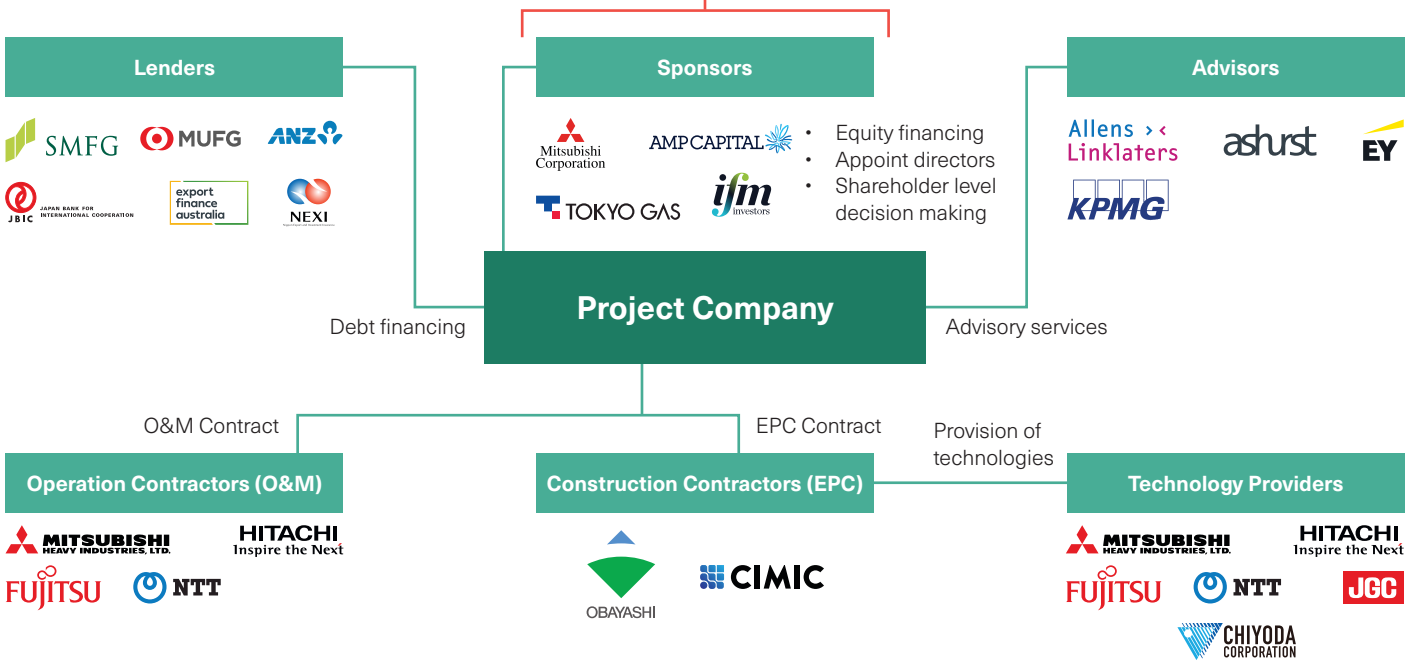 Lenders
SMFG
MUFG
ANZ
JBIC
JAPAN BANK FOR
INTERNATIONAL COOPERATION
export
finance
australia
NEXI
Sponsors
Mitsubishi
Corporation
AMP CAPITAL
TOKYO GAS
ifm
investors
• Equity financing
• Appoint directors
• Shareholder level
decision making
Advisors
Allens > <
Linklaters
ashurst
EY
KPMG
Project Company
Debt financing
Advisory services
O&M Contract
EPC Contract
Provision of
technologies
Operation Contractors (O&M)
MITSUBISHI
HEAVY INDUSTRIES, LTD.
HITACHI
Inspire the Next
FUJITSU
NTT
Construction Contractors (EPC)
OBAYASHI
CIMIC
Technology Providers
MITSUBISHI
HEAVY INDUSTRIES, LTD.
HITACHI
Inspire the Next
FUJITSU
NTT
JGC
CHIYODA
CORPORATION